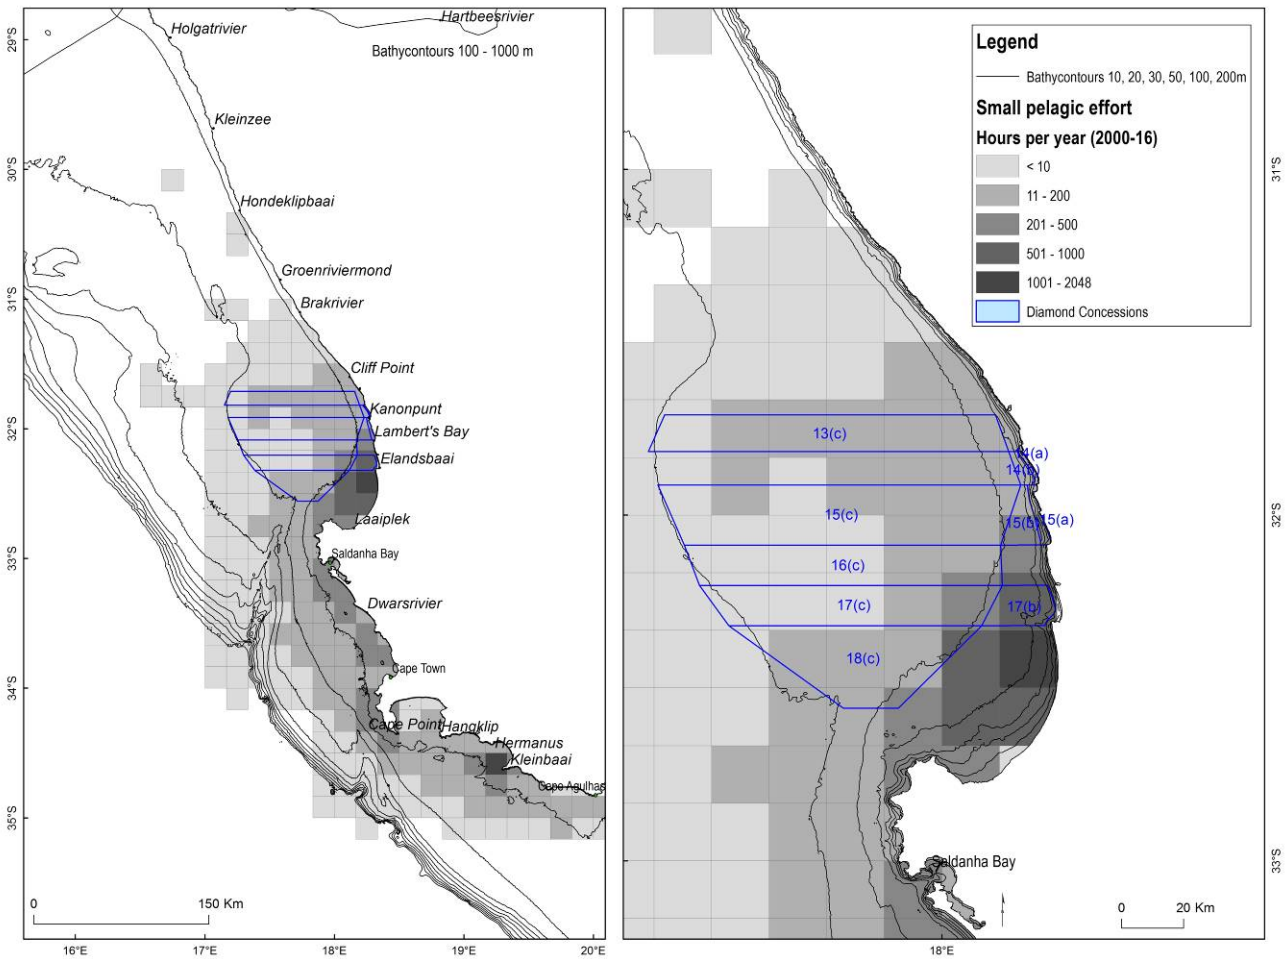 Holgatrivier
Hartbeesrivier
Bathycontours 100 - 1000 m
Kleinzee
Hondeklipbaai
Groenriviermond
Brakrivier
Cliff Point
Kanonpunt
Lambert's Bay
Elandsbaai
Laaiplek
Saldanha Bay
Dwarsrivier
Cape Town
Cape Point
Hangklip
Hermanus
Kleinbaai
Cape Agulhas
29°S
30°S
31°S
32°S
33°S
34°S
35°S
0 150 Km
16°E 17°E 18°E 19°E 20°E
Legend
Bathycontours 10, 20, 30, 50, 100, 200m
Small pelagic effort
Hours per year (2000-16)
< 10
11 - 200
201 - 500
501 - 1000
1001 - 2048
Diamond Concessions
13(c)
14(a)
14(b)
15(c)
15(b)
15(a)
16(c)
17(c)
17(b)
18(c)
Saldanha Bay
0 20 Km
18°E
31°S
32°S
33°S